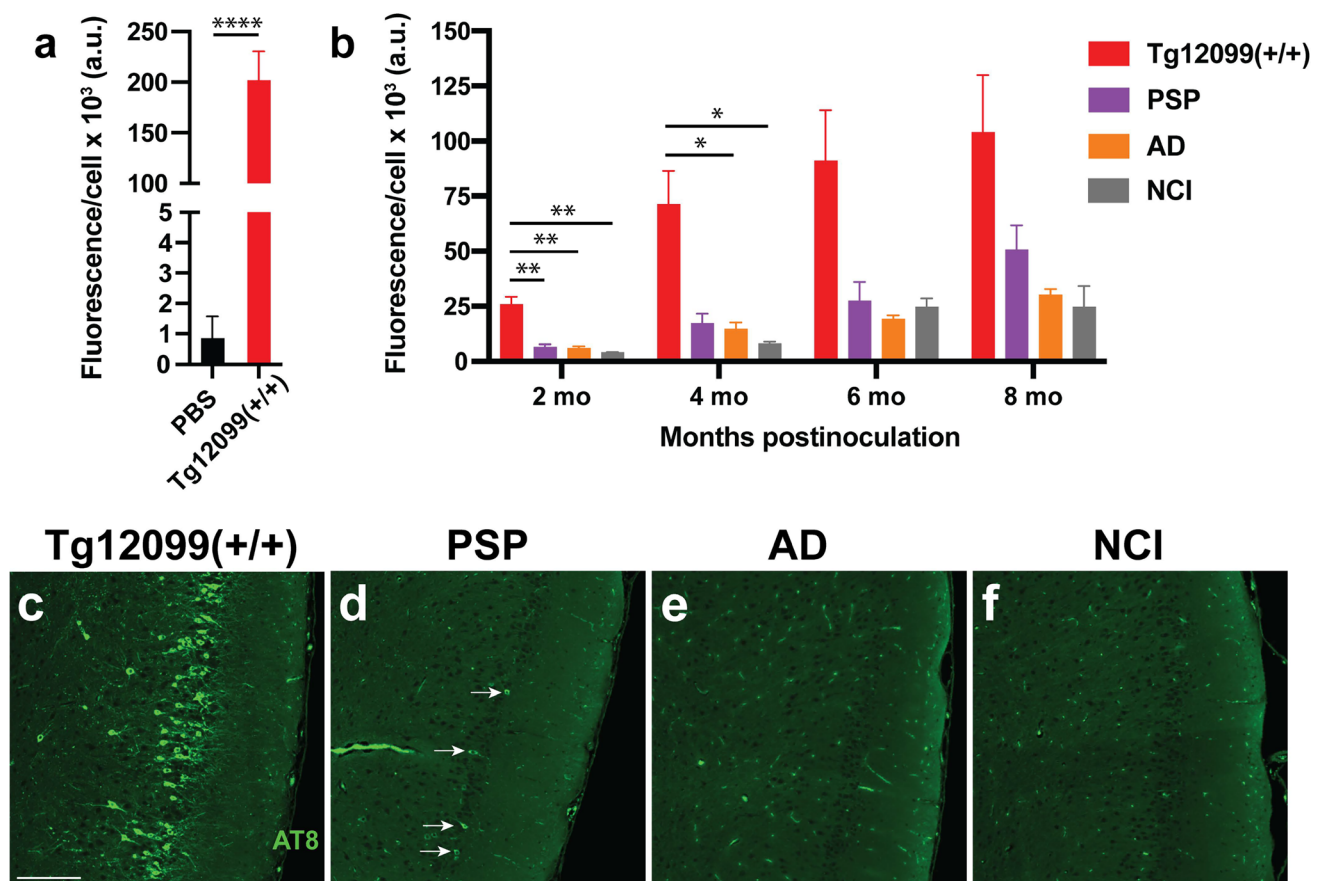 a
Fluorescence/cell x 10³ (a.u.)
250
200
150
100
5
4
3
2
1
0
****
PBS
Tg12099(+/+)
b
Fluorescence/cell x 10³ (a.u.)
150
125
100
75
50
25
0
**
**
**
*
*
2 mo
4 mo
6 mo
8 mo
Months postinoculation
Tg12099(+/+)
PSP
AD
NCI
Tg12099(+/+)
PSP
AD
NCI
c
d
e
f
AT8